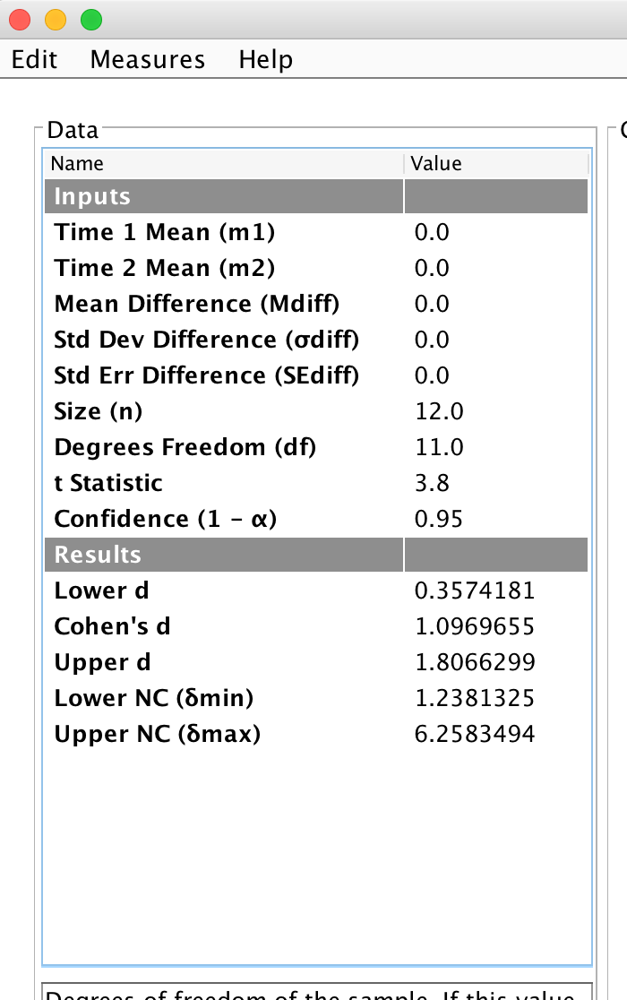 Edit Measures Help
Data
Name Value
Inputs
Time 1 Mean (m1) 0.0
Time 2 Mean (m2) 0.0
Mean Difference (Mdiff) 0.0
Std Dev Difference (σdiff) 0.0
Std Err Difference (SEdiff) 0.0
Size (n) 12.0
Degrees Freedom (df) 11.0
t Statistic 3.8
Confidence (1 – α) 0.95
Results
Lower d 0.3574181
Cohen's d 1.0969655
Upper d 1.8066299
Lower NC (δmin) 1.2381325
Upper NC (δmax) 6.2583494
Degrees of freedom of the sample. If this value